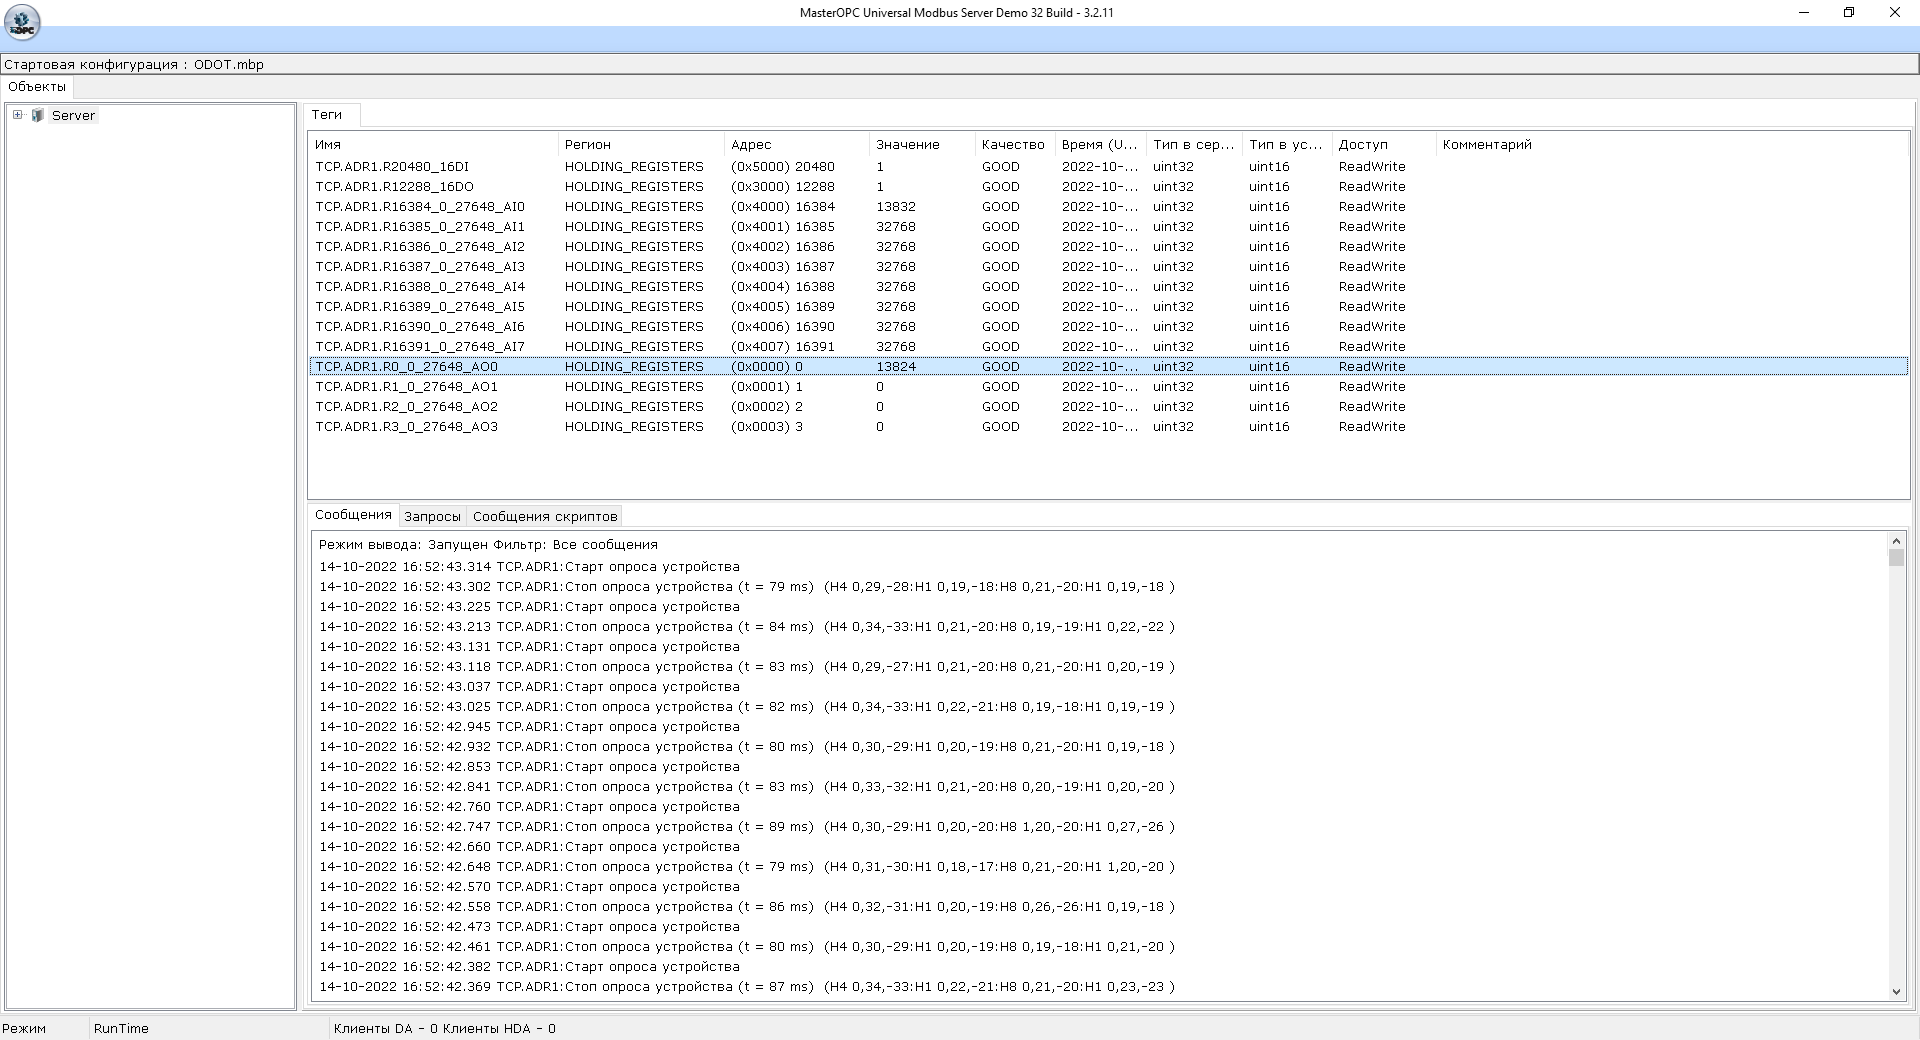 MasterOPC Universal Modbus Server Demo 32 Build - 3.2.11
OPC
Стартовая конфигурация : ODOT.mbp
Объекты
Server
Теги
Имя Регион Адрес Значение Качество Время (U... Тип в сер... Тип в ус... Доступ Комментарий
TCP.ADR1.R20480_16DI HOLDING_REGISTERS (0x5000) 20480 1 GOOD 2022-10-... uint32 uint16 ReadWrite
TCP.ADR1.R12288_16DO HOLDING_REGISTERS (0x3000) 12288 1 GOOD 2022-10-... uint32 uint16 ReadWrite
TCP.ADR1.R16384_0_27648_AI0 HOLDING_REGISTERS (0x4000) 16384 13832 GOOD 2022-10-... uint32 uint16 ReadWrite
TCP.ADR1.R16385_0_27648_AI1 HOLDING_REGISTERS (0x4001) 16385 32768 GOOD 2022-10-... uint32 uint16 ReadWrite
TCP.ADR1.R16386_0_27648_AI2 HOLDING_REGISTERS (0x4002) 16386 32768 GOOD 2022-10-... uint32 uint16 ReadWrite
TCP.ADR1.R16387_0_27648_AI3 HOLDING_REGISTERS (0x4003) 16387 32768 GOOD 2022-10-... uint32 uint16 ReadWrite
TCP.ADR1.R16388_0_27648_AI4 HOLDING_REGISTERS (0x4004) 16388 32768 GOOD 2022-10-... uint32 uint16 ReadWrite
TCP.ADR1.R16389_0_27648_AI5 HOLDING_REGISTERS (0x4005) 16389 32768 GOOD 2022-10-... uint32 uint16 ReadWrite
TCP.ADR1.R16390_0_27648_AI6 HOLDING_REGISTERS (0x4006) 16390 32768 GOOD 2022-10-... uint32 uint16 ReadWrite
TCP.ADR1.R16391_0_27648_AI7 HOLDING_REGISTERS (0x4007) 16391 32768 GOOD 2022-10-... uint32 uint16 ReadWrite
TCP.ADR1.R0_0_27648_AO0 HOLDING_REGISTERS (0x0000) 0 13824 GOOD 2022-10-... uint32 uint16 ReadWrite
TCP.ADR1.R1_0_27648_AO1 HOLDING_REGISTERS (0x0001) 1 0 GOOD 2022-10-... uint32 uint16 ReadWrite
TCP.ADR1.R2_0_27648_AO2 HOLDING_REGISTERS (0x0002) 2 0 GOOD 2022-10-... uint32 uint16 ReadWrite
TCP.ADR1.R3_0_27648_AO3 HOLDING_REGISTERS (0x0003) 3 0 GOOD 2022-10-... uint32 uint16 ReadWrite
Сообщения Запросы Сообщения скриптов
Режим вывода: Запущен Фильтр: Все сообщения
14-10-2022 16:52:43.314 TCP.ADR1:Старт опроса устройства
14-10-2022 16:52:43.302 TCP.ADR1:Стоп опроса устройства (t = 79 ms) (H4 0,29,-28:H1 0,19,-18:H8 0,21,-20:H1 0,19,-18 )
14-10-2022 16:52:43.225 TCP.ADR1:Старт опроса устройства
14-10-2022 16:52:43.213 TCP.ADR1:Стоп опроса устройства (t = 84 ms) (H4 0,34,-33:H1 0,21,-20:H8 0,19,-19:H1 0,22,-22 )
14-10-2022 16:52:43.131 TCP.ADR1:Старт опроса устройства
14-10-2022 16:52:43.118 TCP.ADR1:Стоп опроса устройства (t = 83 ms) (H4 0,29,-27:H1 0,21,-20:H8 0,21,-20:H1 0,20,-19 )
14-10-2022 16:52:43.037 TCP.ADR1:Старт опроса устройства
14-10-2022 16:52:43.025 TCP.ADR1:Стоп опроса устройства (t = 82 ms) (H4 0,34,-33:H1 0,22,-21:H8 0,19,-18:H1 0,19,-19 )
14-10-2022 16:52:42.945 TCP.ADR1:Старт опроса устройства
14-10-2022 16:52:42.932 TCP.ADR1:Стоп опроса устройства (t = 80 ms) (H4 0,30,-29:H1 0,20,-19:H8 0,21,-20:H1 0,19,-18 )
14-10-2022 16:52:42.853 TCP.ADR1:Старт опроса устройства
14-10-2022 16:52:42.841 TCP.ADR1:Стоп опроса устройства (t = 83 ms) (H4 0,33,-32:H1 0,21,-20:H8 0,20,-19:H1 0,20,-20 )
14-10-2022 16:52:42.760 TCP.ADR1:Старт опроса устройства
14-10-2022 16:52:42.747 TCP.ADR1:Стоп опроса устройства (t = 89 ms) (H4 0,30,-29:H1 0,20,-20:H8 1,20,-20:H1 0,27,-26 )
14-10-2022 16:52:42.660 TCP.ADR1:Старт опроса устройства
14-10-2022 16:52:42.648 TCP.ADR1:Стоп опроса устройства (t = 79 ms) (H4 0,31,-30:H1 0,18,-17:H8 0,21,-20:H1 1,20,-20 )
14-10-2022 16:52:42.570 TCP.ADR1:Старт опроса устройства
14-10-2022 16:52:42.558 TCP.ADR1:Стоп опроса устройства (t = 86 ms) (H4 0,32,-31:H1 0,20,-19:H8 0,26,-26:H1 0,19,-18 )
14-10-2022 16:52:42.473 TCP.ADR1:Старт опроса устройства
14-10-2022 16:52:42.461 TCP.ADR1:Стоп опроса устройства (t = 80 ms) (H4 0,30,-29:H1 0,20,-19:H8 0,19,-18:H1 0,21,-20 )
14-10-2022 16:52:42.382 TCP.ADR1:Старт опроса устройства
14-10-2022 16:52:42.369 TCP.ADR1:Стоп опроса устройства (t = 87 ms) (H4 0,34,-33:H1 0,22,-21:H8 0,21,-20:H1 0,23,-23 )
Режим RunTime Клиенты DA - 0 Клиенты HDA - 0